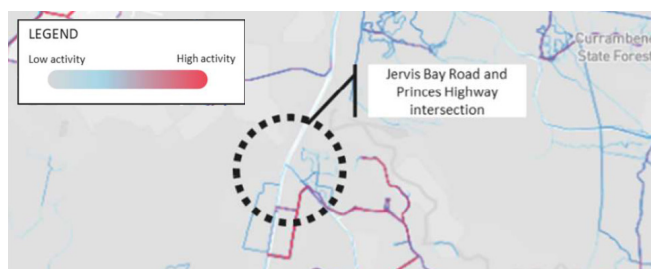 LEGEND
Low activity
High activity
Jervis Bay Road and
Princes Highway
intersection
Currambene
State Forest